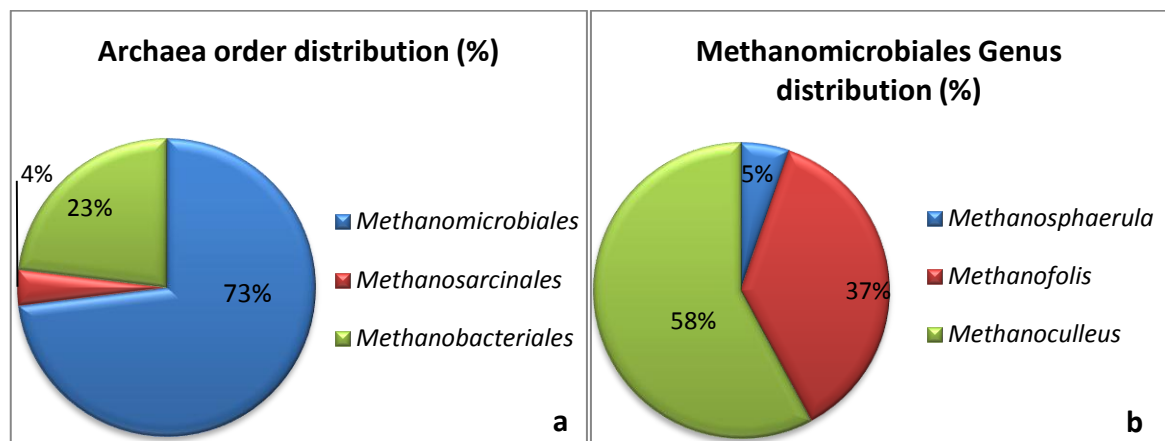 Archaea order distribution (%)
4%
23%
73%
Methanomicrobiales
Methanosarcinales
Methanobacteriales
a
Methanomicrobiales Genus
distribution (%)
5%
37%
58%
Methanosphaerula
Methanofolis
Methanoculleus
b